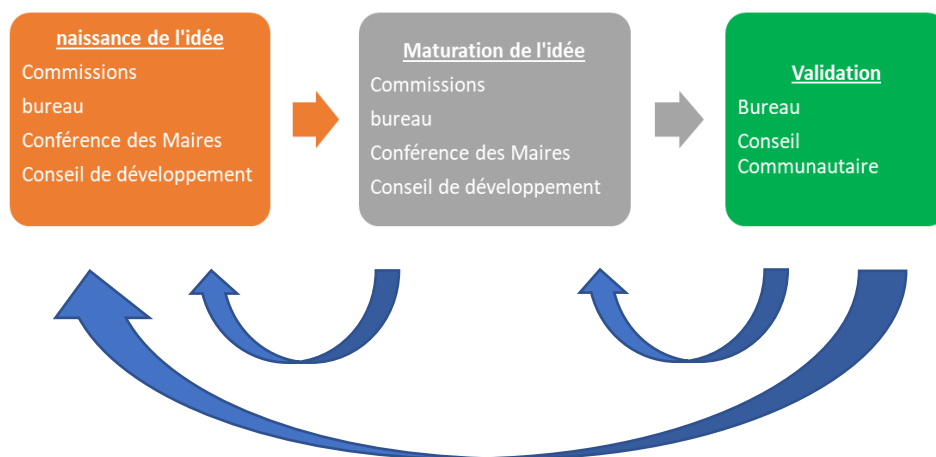 naissance de l'idée
Commissions
bureau
Conférence des Maires
Conseil de développement
Maturation de l'idée
Commissions
bureau
Conférence des Maires
Conseil de développement
Validation
Bureau
Conseil
Communautaire